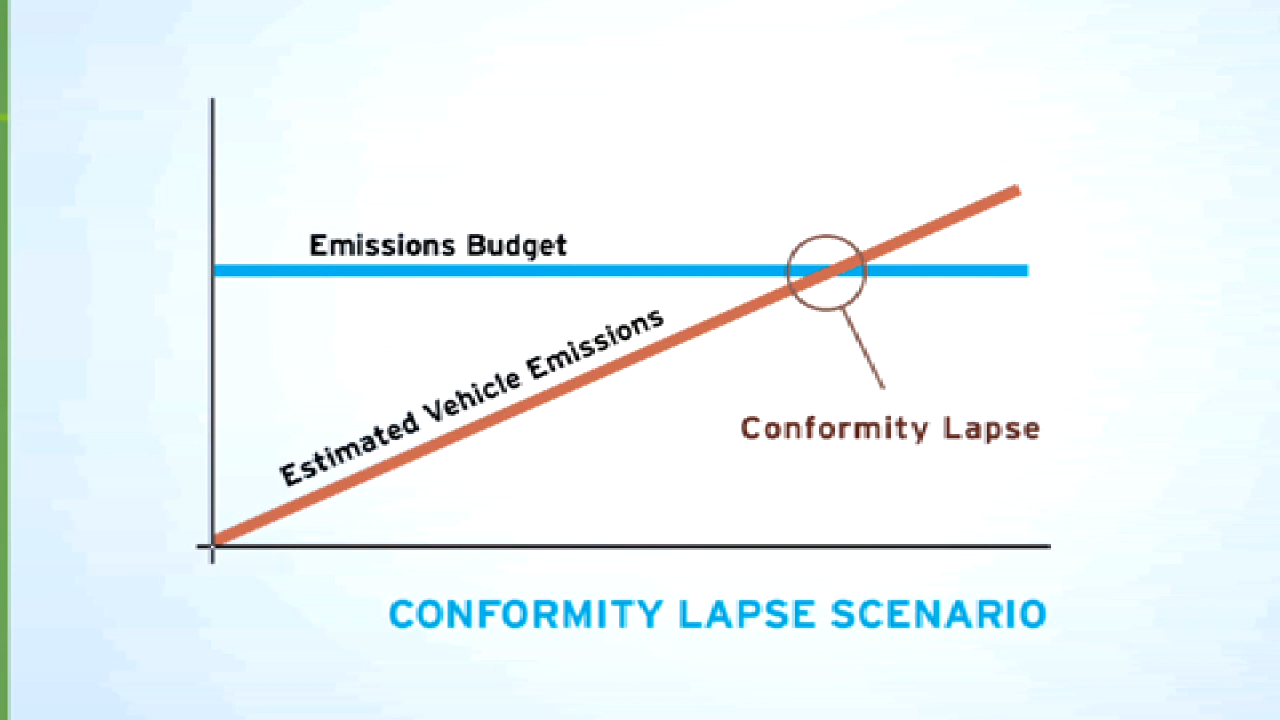 Emissions Budget
Estimated Vehicle Emissions
Conformity Lapse
CONFORMITY LAPSE SCENARIO